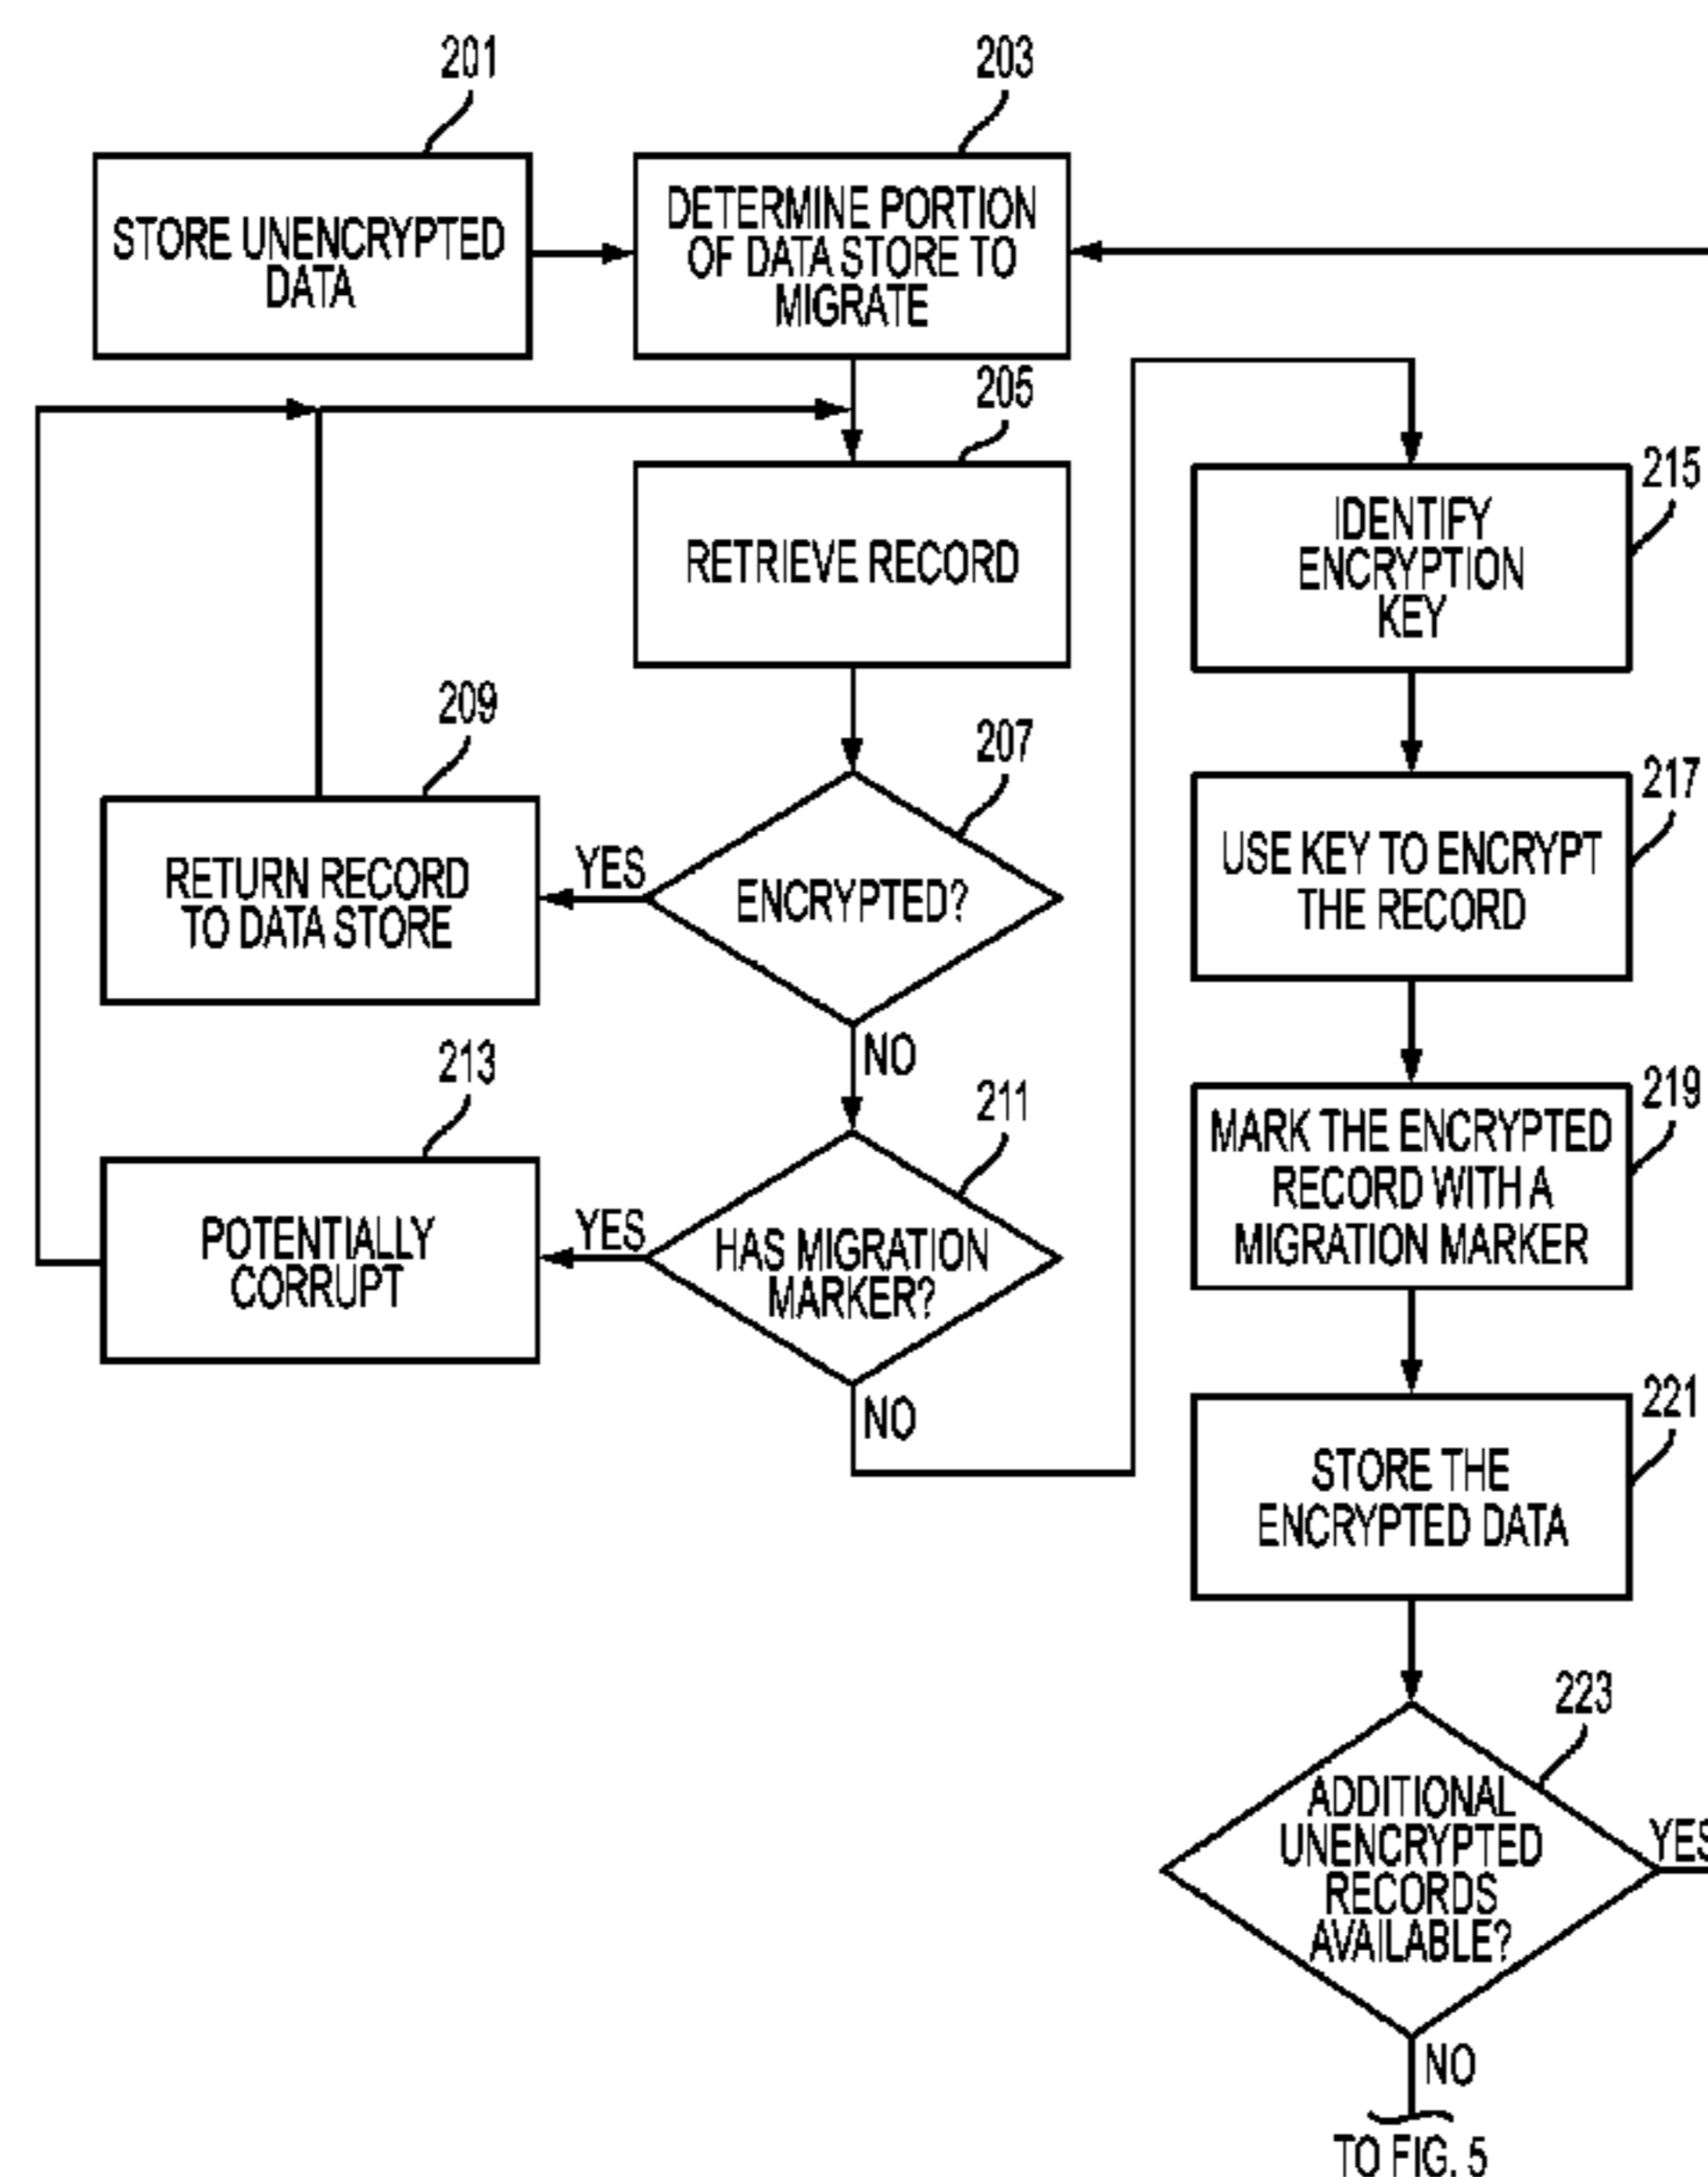 201
STORE UNENCRYPTED
DATA
203
DETERMINE PORTION
OF DATA STORE TO
MIGRATE
205
RETRIEVE RECORD
207
ENCRYPTED?
YES
NO
209
RETURN RECORD
TO DATA STORE
211
HAS MIGRATION
MARKER?
YES
NO
213
POTENTIALLY
CORRUPT
215
IDENTIFY
ENCRYPTION
KEY
217
USE KEY TO ENCRYPT
THE RECORD
219
MARK THE ENCRYPTED
RECORD WITH A
MIGRATION MARKER
221
STORE THE
ENCRYPTED DATA
223
ADDITIONAL
UNENCRYPTED
RECORDS
AVAILABLE?
YES
NO
TO FIG. 5